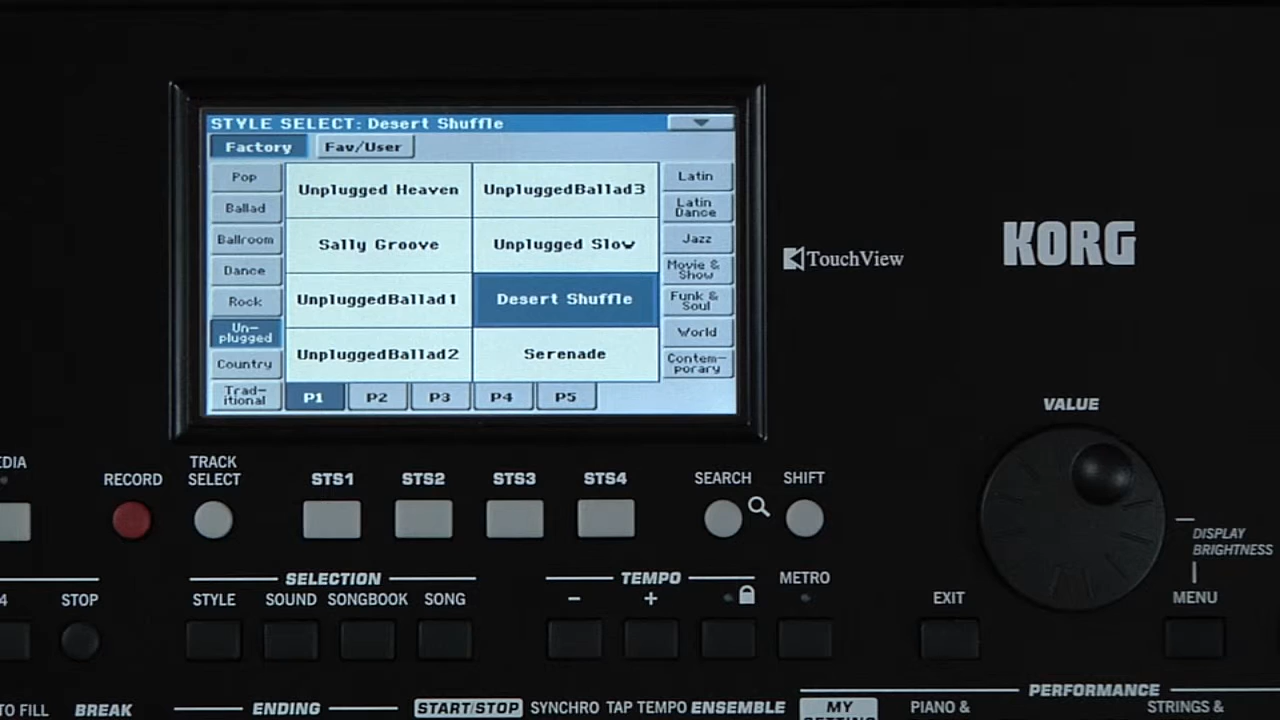 STYLE SELECT: Desert Shuffle
Factory Fav/User
Pop
Ballad
Ballroom
Dance
Rock
Un-
plugged
Country
Trad-
itional
Unplugged Heaven
UnpluggedBallad3
Sally Groove
Unplugged Slow
UnpluggedBallad1
Desert Shuffle
UnpluggedBallad2
Serenade
Latin
Latin
Dance
Jazz
Movie &
Show
Funk &
Soul
World
Contem-
porary
P1 P2 P3 P4 P5
TouchView
KORG
VALUE
EDIA
RECORD
TRACK
SELECT
STS1 STS2 STS3 STS4
SEARCH SHIFT
DISPLAY
BRIGHTNESS
SELECTION
TEMPO
METRO
4 STOP
STYLE SOUND SONGBOOK SONG
- +
EXIT
MENU
PERFORMANCE
TO FILL BREAK
ENDING
START/STOP
SYNCHRO TAP TEMPO ENSEMBLE
MY
PIANO &
STRINGS &